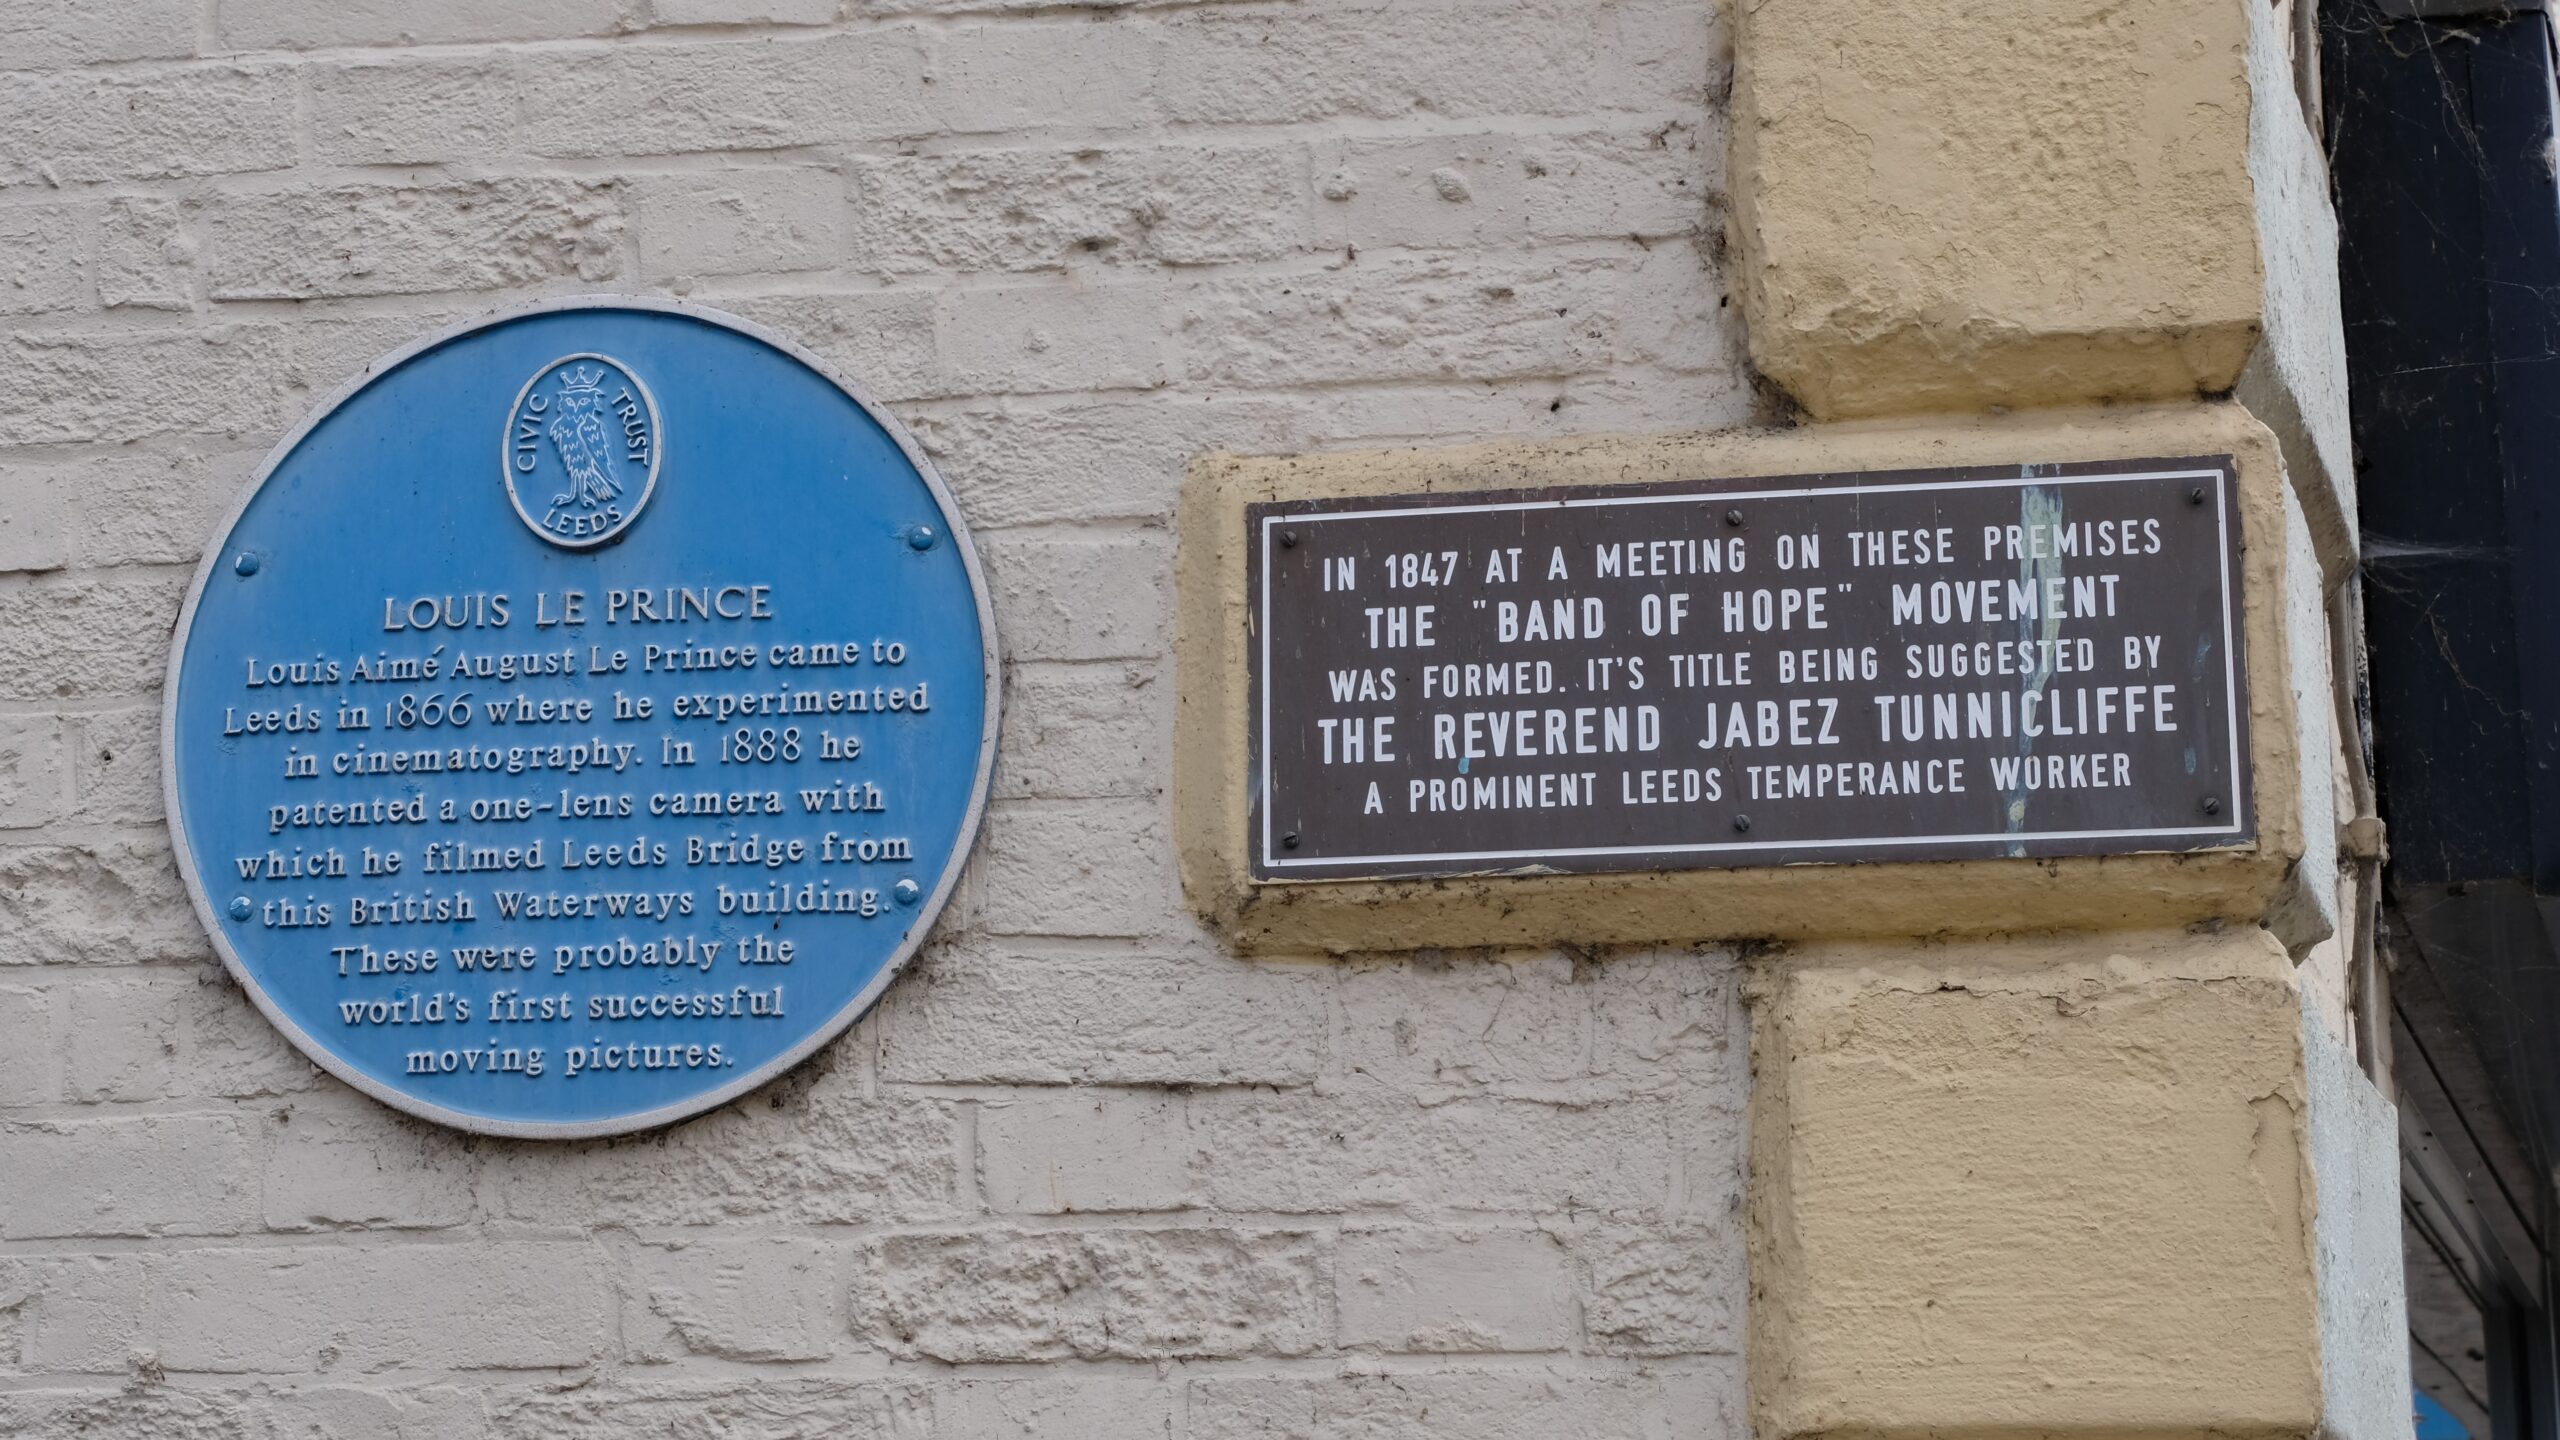 CIVIC TRUST
LEEDS
LOUIS LE PRINCE
Louis Aimé August Le Prince came to
Leeds in 1866 where he experimented
in cinematography. In 1888 he
patented a one-lens camera with
which he filmed Leeds Bridge from
this British Waterways building.
These were probably the
world's first successful
moving pictures.
IN 1847 AT A MEETING ON THESE PREMISES
THE "BAND OF HOPE" MOVEMENT
WAS FORMED. IT'S TITLE BEING SUGGESTED BY
THE REVEREND JABEZ TUNNICLIFFE
A PROMINENT LEEDS TEMPERANCE WORKER